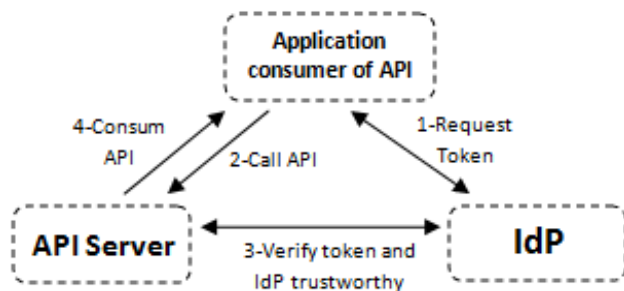 Application
consumer of API
4-Consum
API
1-Request
Token
2-Call API
API Server
IdP
3-Verify token and
IdP trustworthy